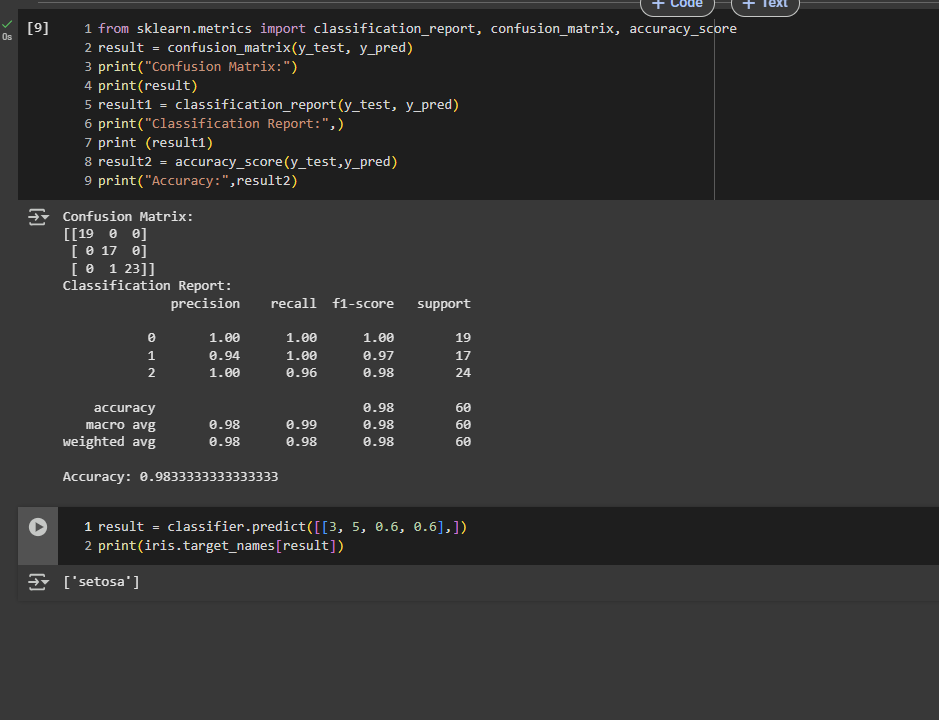 + Code + Text
0s
[9]
1 from sklearn.metrics import classification_report, confusion_matrix, accuracy_score
2 result = confusion_matrix(y_test, y_pred)
3 print("Confusion Matrix:")
4 print(result)
5 result1 = classification_report(y_test, y_pred)
6 print("Classification Report:",)
7 print (result1)
8 result2 = accuracy_score(y_test,y_pred)
9 print("Accuracy:",result2)
Confusion Matrix:
[[19  0  0]
 [ 0 17  0]
 [ 0  1 23]]
Classification Report:
              precision    recall  f1-score   support
           0       1.00      1.00      1.00        19
           1       0.94      1.00      0.97        17
           2       1.00      0.96      0.98        24
    accuracy                           0.98        60
   macro avg       0.98      0.99      0.98        60
weighted avg       0.98      0.98      0.98        60
Accuracy: 0.9833333333333333
1 result = classifier.predict([[3, 5, 0.6, 0.6],])
2 print(iris.target_names[result])
['setosa']